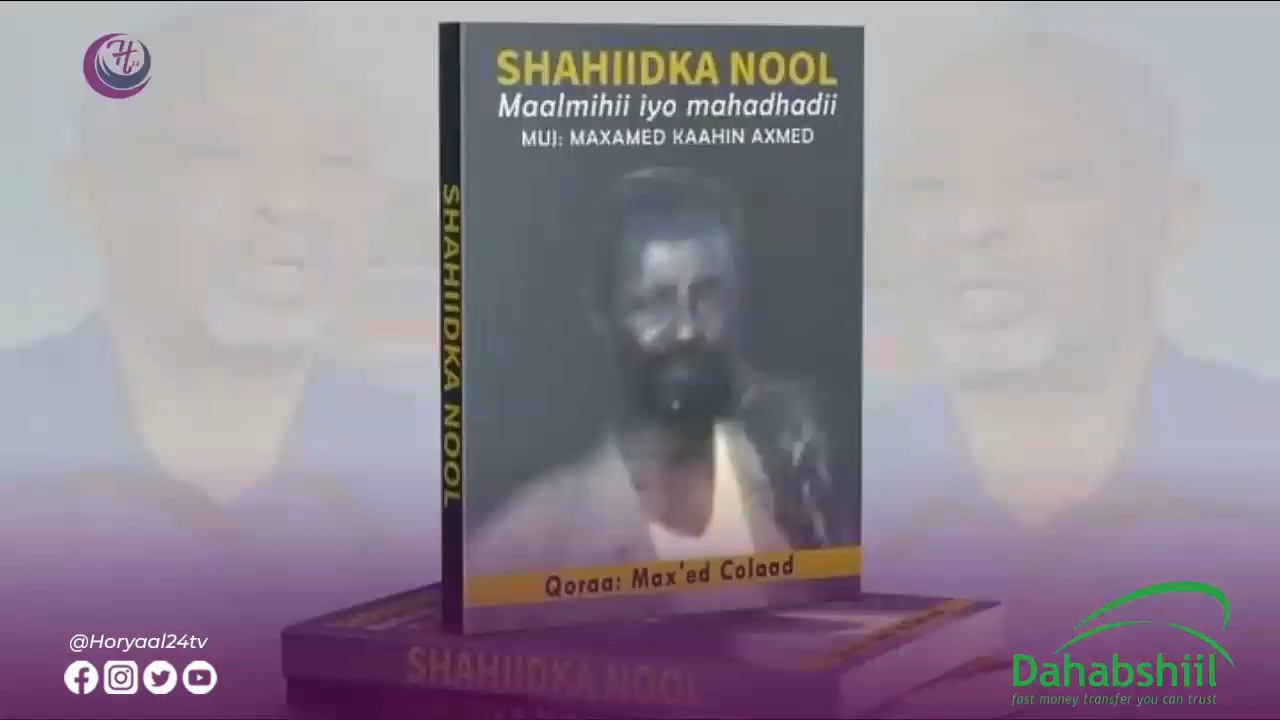 SHAHIIDKA NOOL
Maalmihii iyo mahadhadii
MUJ: MAXAMED KAAHIN AXMED
SHAHIIDKA NOOL
Qoraa: Max'ed Colaad
SHAHIIDKA NOOL
@Horyaal24tv
Dahabshiil
fast money transfer you can trust